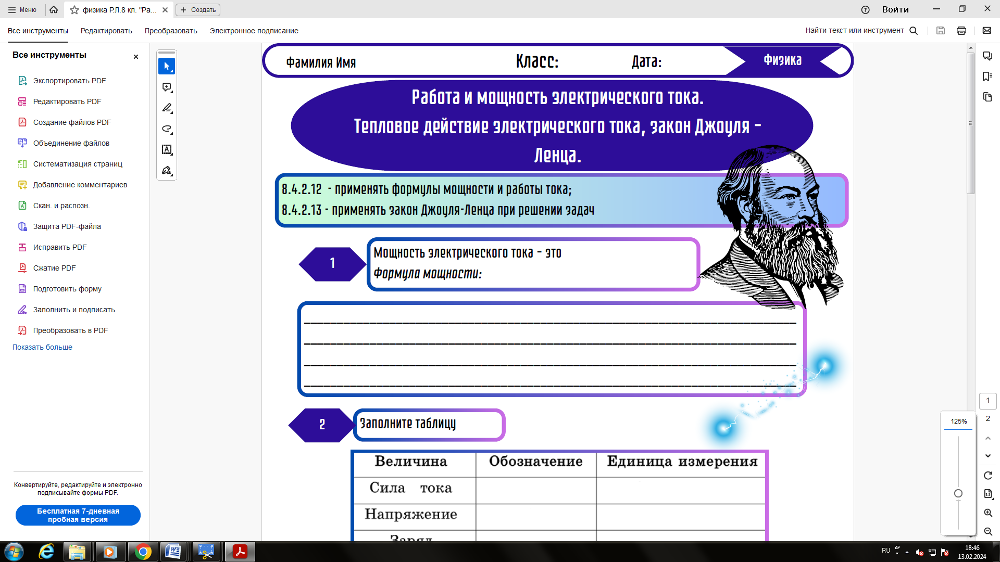 Меню
физика Р.Л.8 кл. "Ра...
Создать
Войти
Все инструменты
Редактировать
Преобразовать
Электронное подписание
Найти текст или инструмент
Все инструменты
Экспортировать PDF
Редактировать PDF
Создание файлов PDF
Объединение файлов
Систематизация страниц
Добавление комментариев
Скан. и распозн.
Защита PDF-файла
Исправить PDF
Сжатие PDF
Подготовить форму
Заполнить и подписать
Преобразовать в PDF
Показать больше
Конвертируйте, редактируйте и электронно
подписывайте формы PDF.
Бесплатная 7-дневная
пробная версия
Фамилия Имя
Класс:
Дата:
Физика
Работа и мощность электрического тока.
Тепловое действие электрического тока, закон Джоуля –
Ленца.
8.4.2.12 - применять формулы мощности и работы тока;
8.4.2.13 - применять закон Джоуля-Ленца при решении задач
1
Мощность электрического тока – это
Формула мощности:
2
Заполните таблицу
Величина
Обозначение
Единица измерения
Сила тока
Напряжение
Заряд
1
2
125%
RU
18:46
13.02.2024